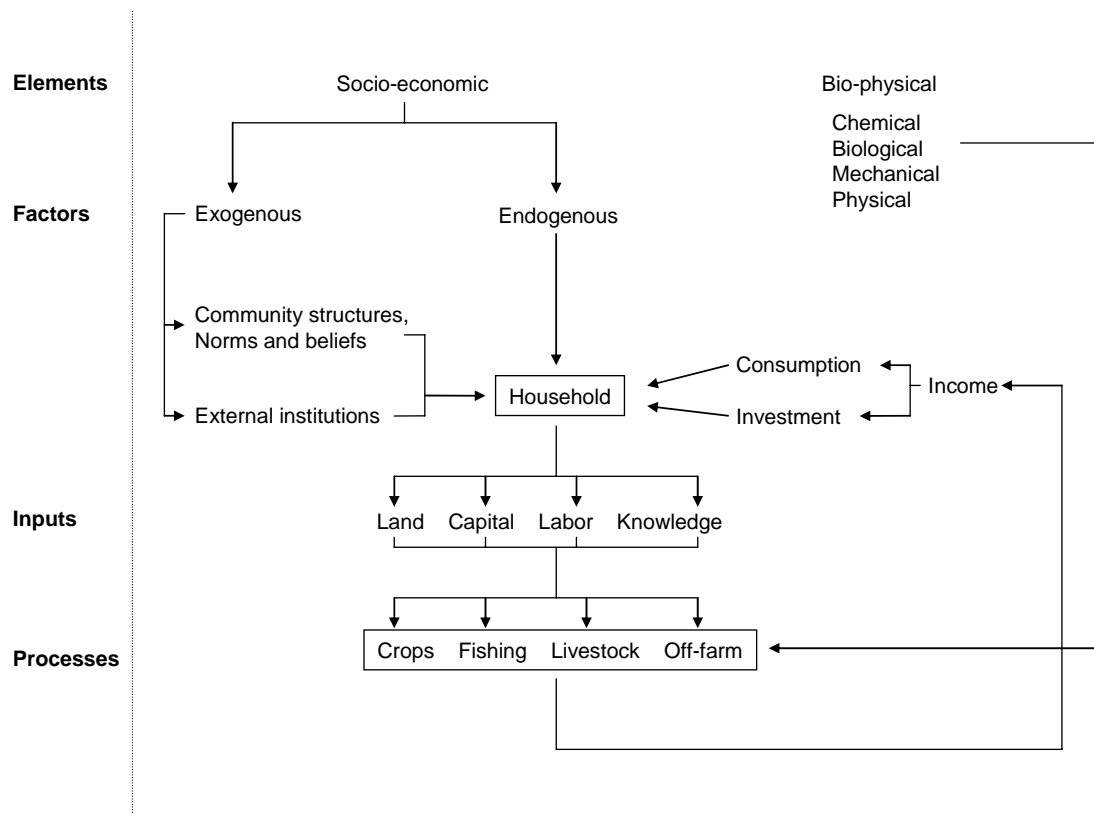 Elements
Socio-economic
Bio-physical
Chemical
Biological
Mechanical
Physical
Factors
Exogenous
Endogenous
Community structures,
Norms and beliefs
External institutions
Household
Consumption
Investment
Income
Inputs
Land Capital Labor Knowledge
Processes
Crops Fishing Livestock Off-farm